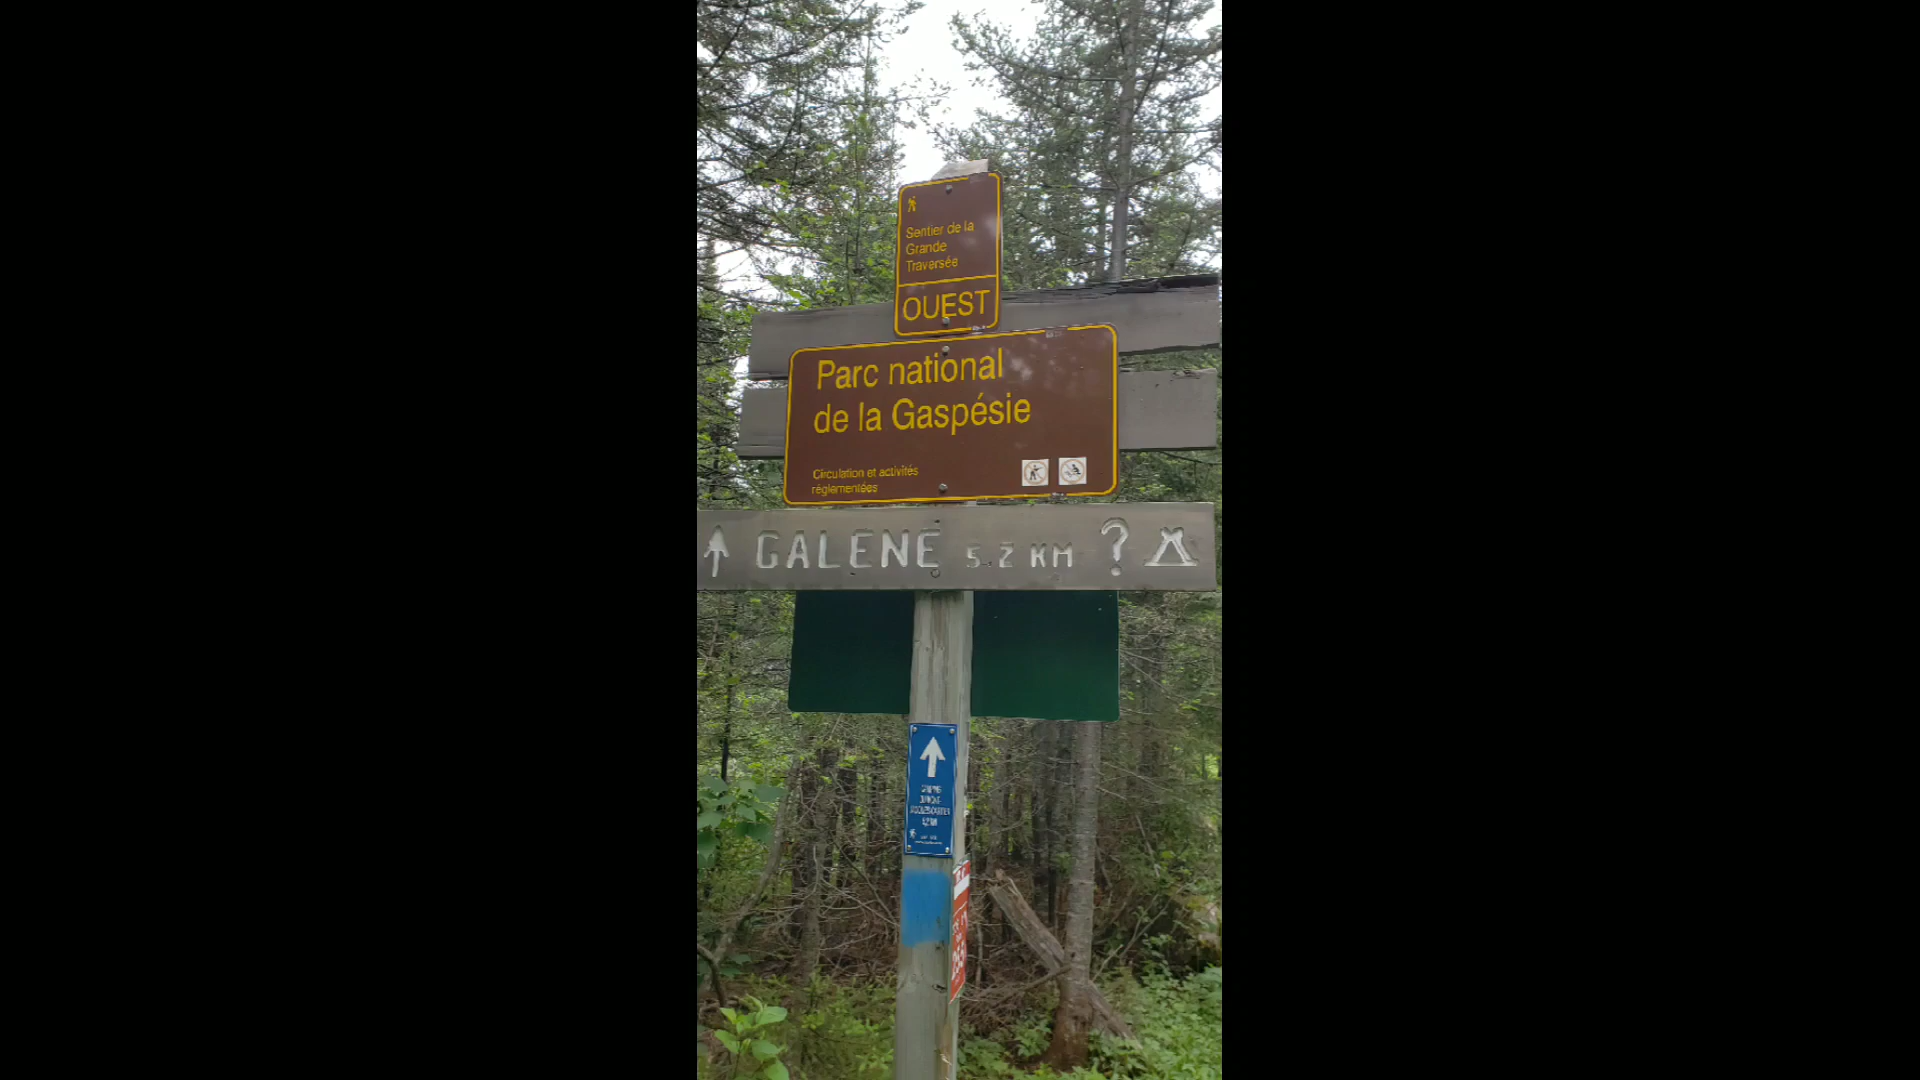 Sentier de la
Grande
Traversée
OUEST
Parc national
de la Gaspésie
Circulation et activités
réglementées
GALENE 5.2 KM ?